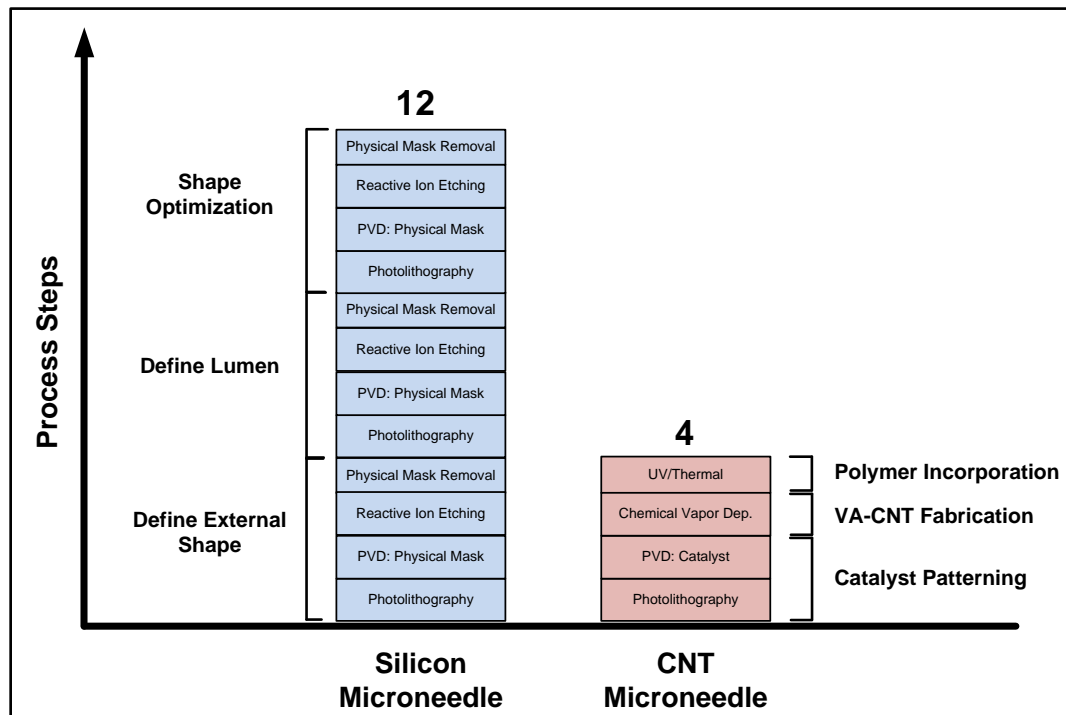 Process Steps
12
Shape
Optimization
Define Lumen
Define External
Shape
Physical Mask Removal
Reactive Ion Etching
PVD: Physical Mask
Photolithography
Physical Mask Removal
Reactive Ion Etching
PVD: Physical Mask
Photolithography
Physical Mask Removal
Reactive Ion Etching
PVD: Physical Mask
Photolithography
4
UV/Thermal
Chemical Vapor Dep.
PVD: Catalyst
Photolithography
Polymer Incorporation
VA-CNT Fabrication
Catalyst Patterning
Silicon
Microneedle
CNT
Microneedle